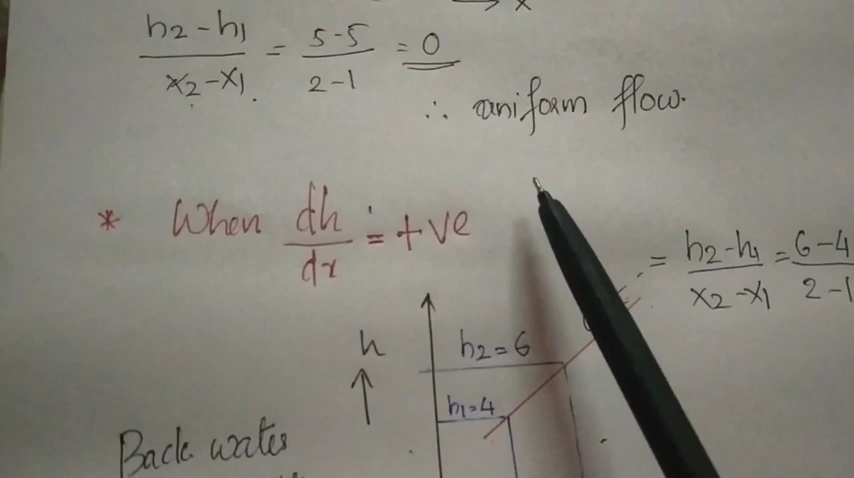 → x
h2-h1 / x2-x1 = 5-5 / 2-1 = 0
∴ uniform flow.
* When dh/dx = +ve
= h2-h1 / x2-x1 = 6-4 / 2-1
h h2=6
h1=4
Back water